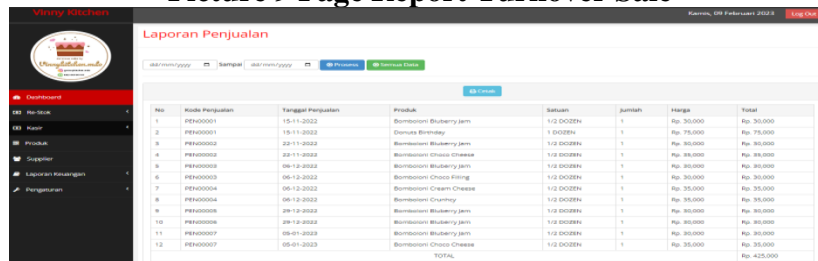 Picture 9 Page Report Turnover Sale
Vinny Kitchen
Kamis, 09 Februari 2023 Log Out
Laporan Penjualan
dd/mm/yyyy Sampai dd/mm/yyyy Proses Semua Data
Cetak
Dashboard
Re-Stok
Kasir
Produk
Supplier
Laporan Keuangan
Pengaturan
No Kode Penjualan Tanggal Penjualan Produk Satuan Jumlah Harga Total
1 PEN00001 15-11-2022 Bomboloni Bluberry Jam 1/2 DOZEN 1 Rp. 30,000 Rp. 30,000
2 PEN00001 15-11-2022 Donuts Birthday 1 DOZEN 1 Rp. 75,000 Rp. 75,000
3 PEN00002 22-11-2022 Bomboloni Bluberry Jam 1/2 DOZEN 1 Rp. 30,000 Rp. 30,000
4 PEN00002 22-11-2022 Bomboloni Choco Cheese 1/2 DOZEN 1 Rp. 35,000 Rp. 35,000
5 PEN00003 06-12-2022 Bomboloni Bluberry Jam 1/2 DOZEN 1 Rp. 30,000 Rp. 30,000
6 PEN00003 06-12-2022 Bomboloni Choco Filling 1/2 DOZEN 1 Rp. 30,000 Rp. 30,000
7 PEN00004 06-12-2022 Bomboloni Cream Cheese 1/2 DOZEN 1 Rp. 35,000 Rp. 35,000
8 PEN00004 06-12-2022 Bomboloni Crunhcy 1/2 DOZEN 1 Rp. 35,000 Rp. 35,000
9 PEN00005 29-12-2022 Bomboloni Bluberry Jam 1/2 DOZEN 1 Rp. 30,000 Rp. 30,000
10 PEN00006 29-12-2022 Bomboloni Bluberry Jam 1/2 DOZEN 1 Rp. 30,000 Rp. 30,000
11 PEN00007 05-01-2023 Bomboloni Bluberry Jam 1/2 DOZEN 1 Rp. 30,000 Rp. 30,000
12 PEN00007 05-01-2023 Bomboloni Choco Cheese 1/2 DOZEN 1 Rp. 35,000 Rp. 35,000
TOTAL Rp. 425,000